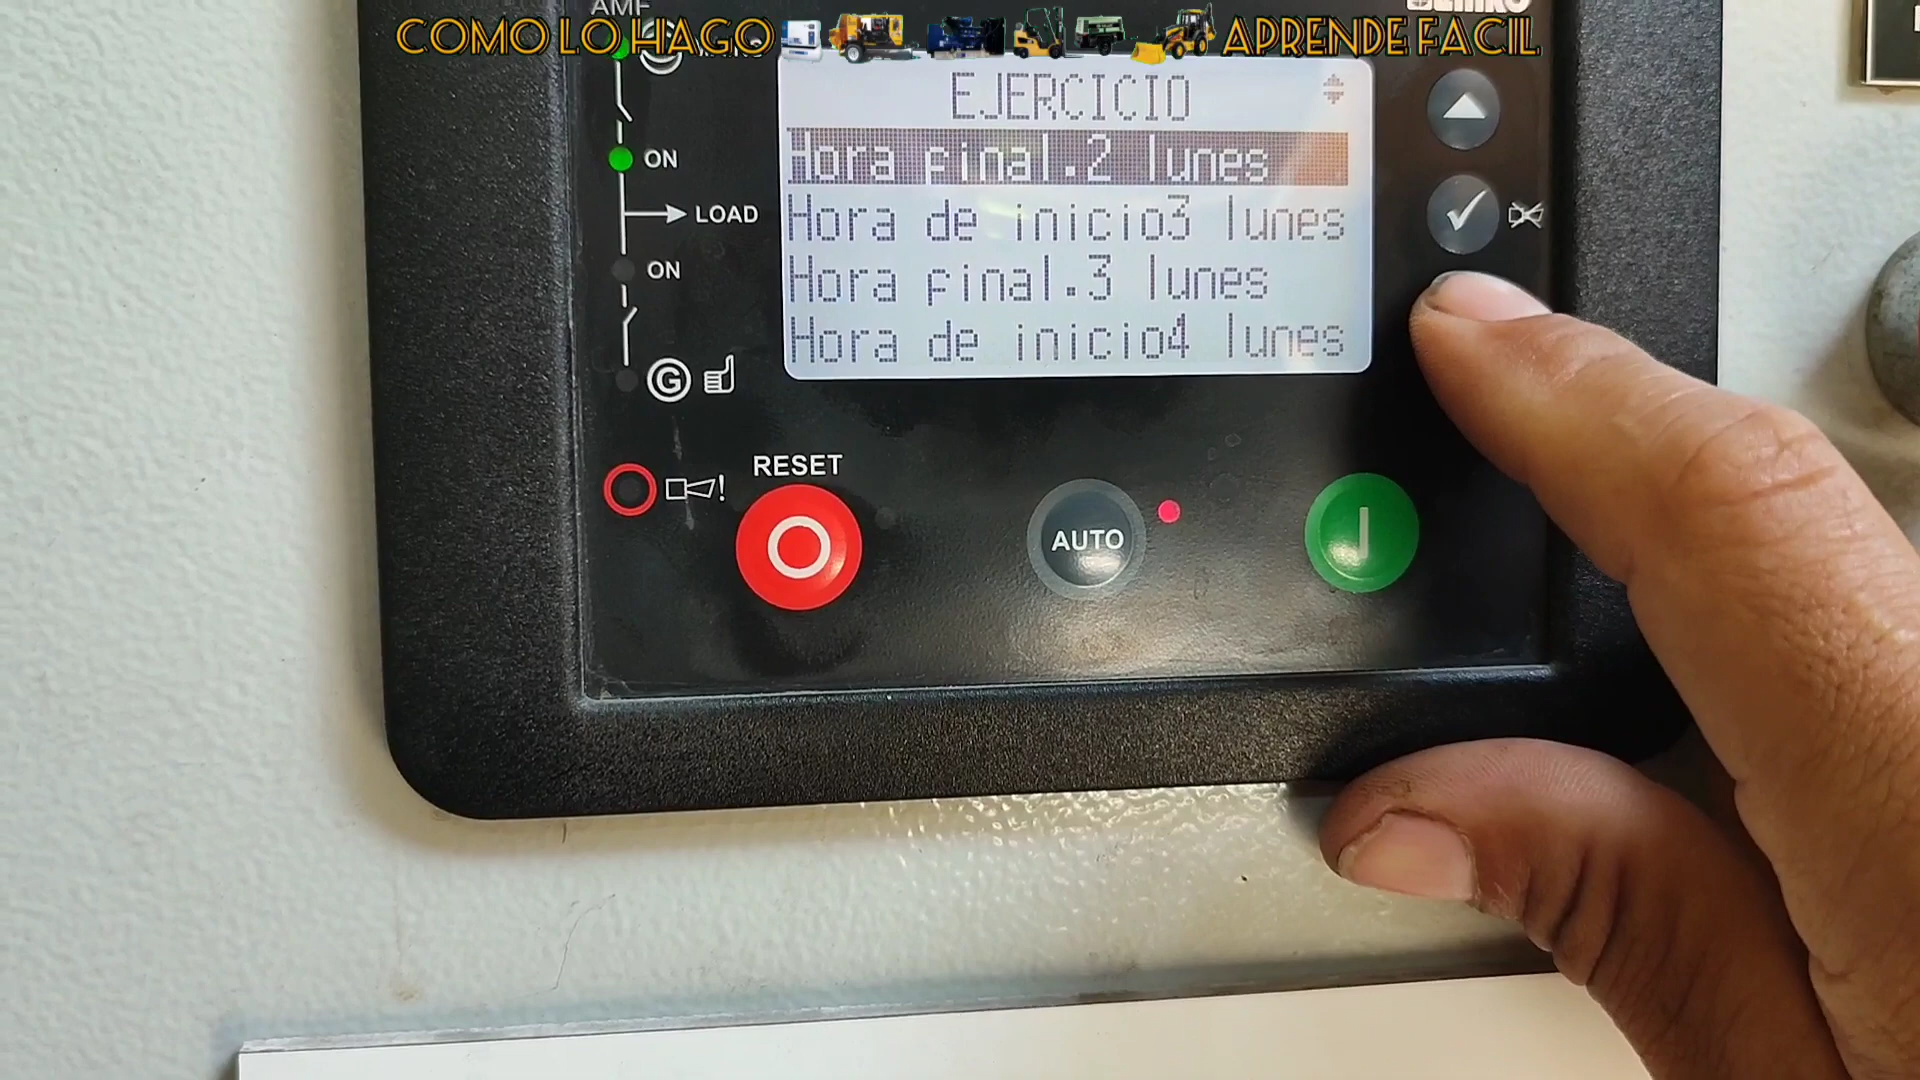 COMO LO HAGO APRENDE FACIL
AMF
EJERCICIO
Hora final.2 lunes
Hora de inicio3 lunes
Hora final.3 lunes
Hora de inicio4 lunes
ON
LOAD
ON
G
RESET
AUTO